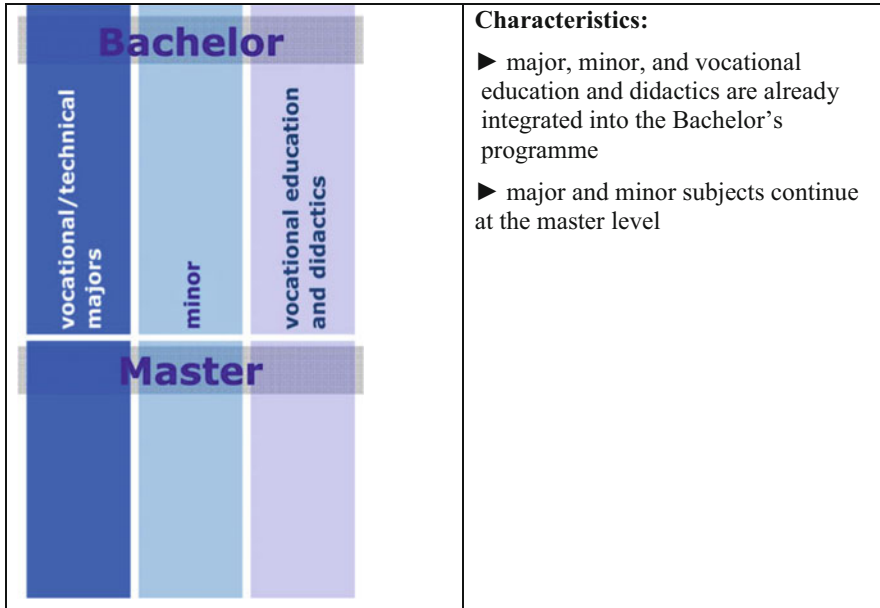 Bachelor
vocational/technical
majors
minor
vocational education
and didactics
Master
Characteristics:
► major, minor, and vocational
education and didactics are already
integrated into the Bachelor’s
programme
► major and minor subjects continue
at the master level